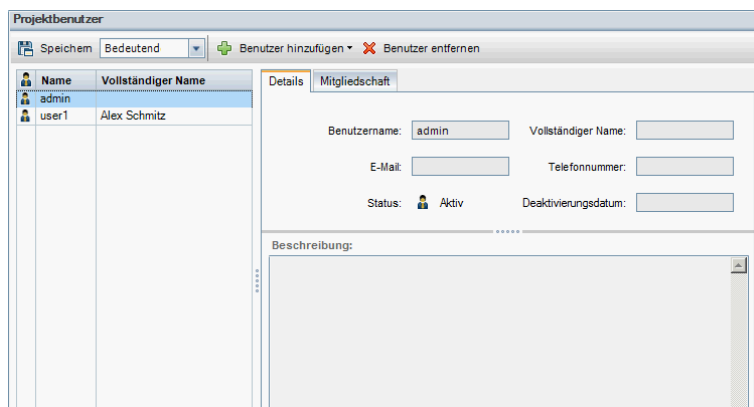 Projektbenutzer
Speichern Bedeutend Benutzer hinzufügen Benutzer entfernen
Name Vollständiger Name
admin
user1 Alex Schmitz
Details Mitgliedschaft
Benutzername: admin Vollständiger Name:
E-Mail: Telefonnummer:
Status: Aktiv Deaktivierungsdatum:
Beschreibung: